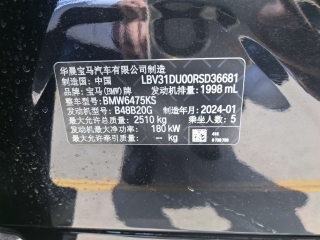 华晨宝马汽车有限公司制造
制造国: 中国 LBV31DU00RSD36681
品牌: 宝马(BMW)牌 发动机排量: 1998 mL
整车型号: BMW6475KS
发动机型号: B48B20G 制造年月: 2024-01
最大允许总质量: 2510 kg 乘坐人数: 5
发动机最大净功率: 180 kW
最大允许牵引质量: -- kg